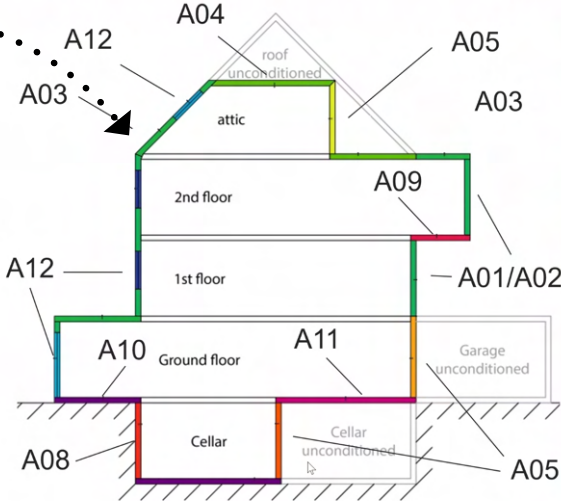 A04
A12
roof
unconditioned
A05
A03
A03
attic
A09
2nd floor
A12
1st floor
A01/A02
A10
A11
Ground floor
Garage
unconditioned
Cellar
Cellar
unconditioned
A08
A05